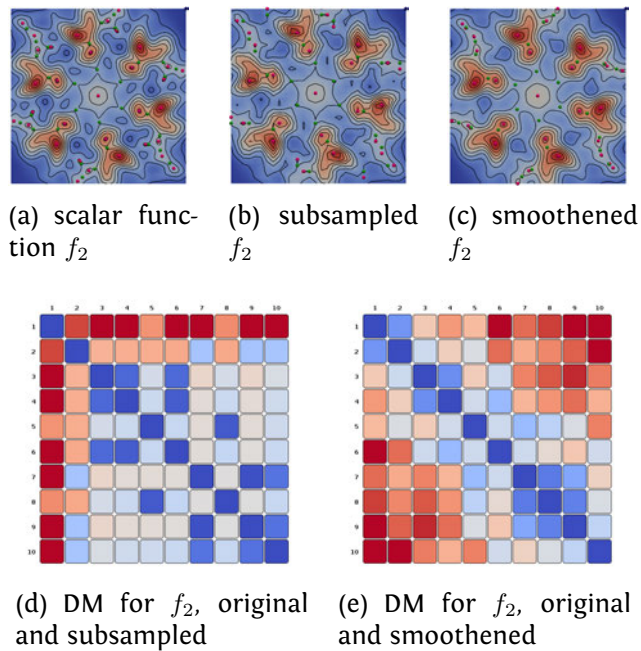 (a) scalar func-
tion f₂
(b) subsampled
f₂
(c) smoothened
f₂
1 2 3 4 5 6 7 8 9 10
1
2
3
4
5
6
7
8
9
10
1 2 3 4 5 6 7 8 9 10
1
2
3
4
5
6
7
8
9
10
(d) DM for f₂, original
and subsampled
(e) DM for f₂, original
and smoothened